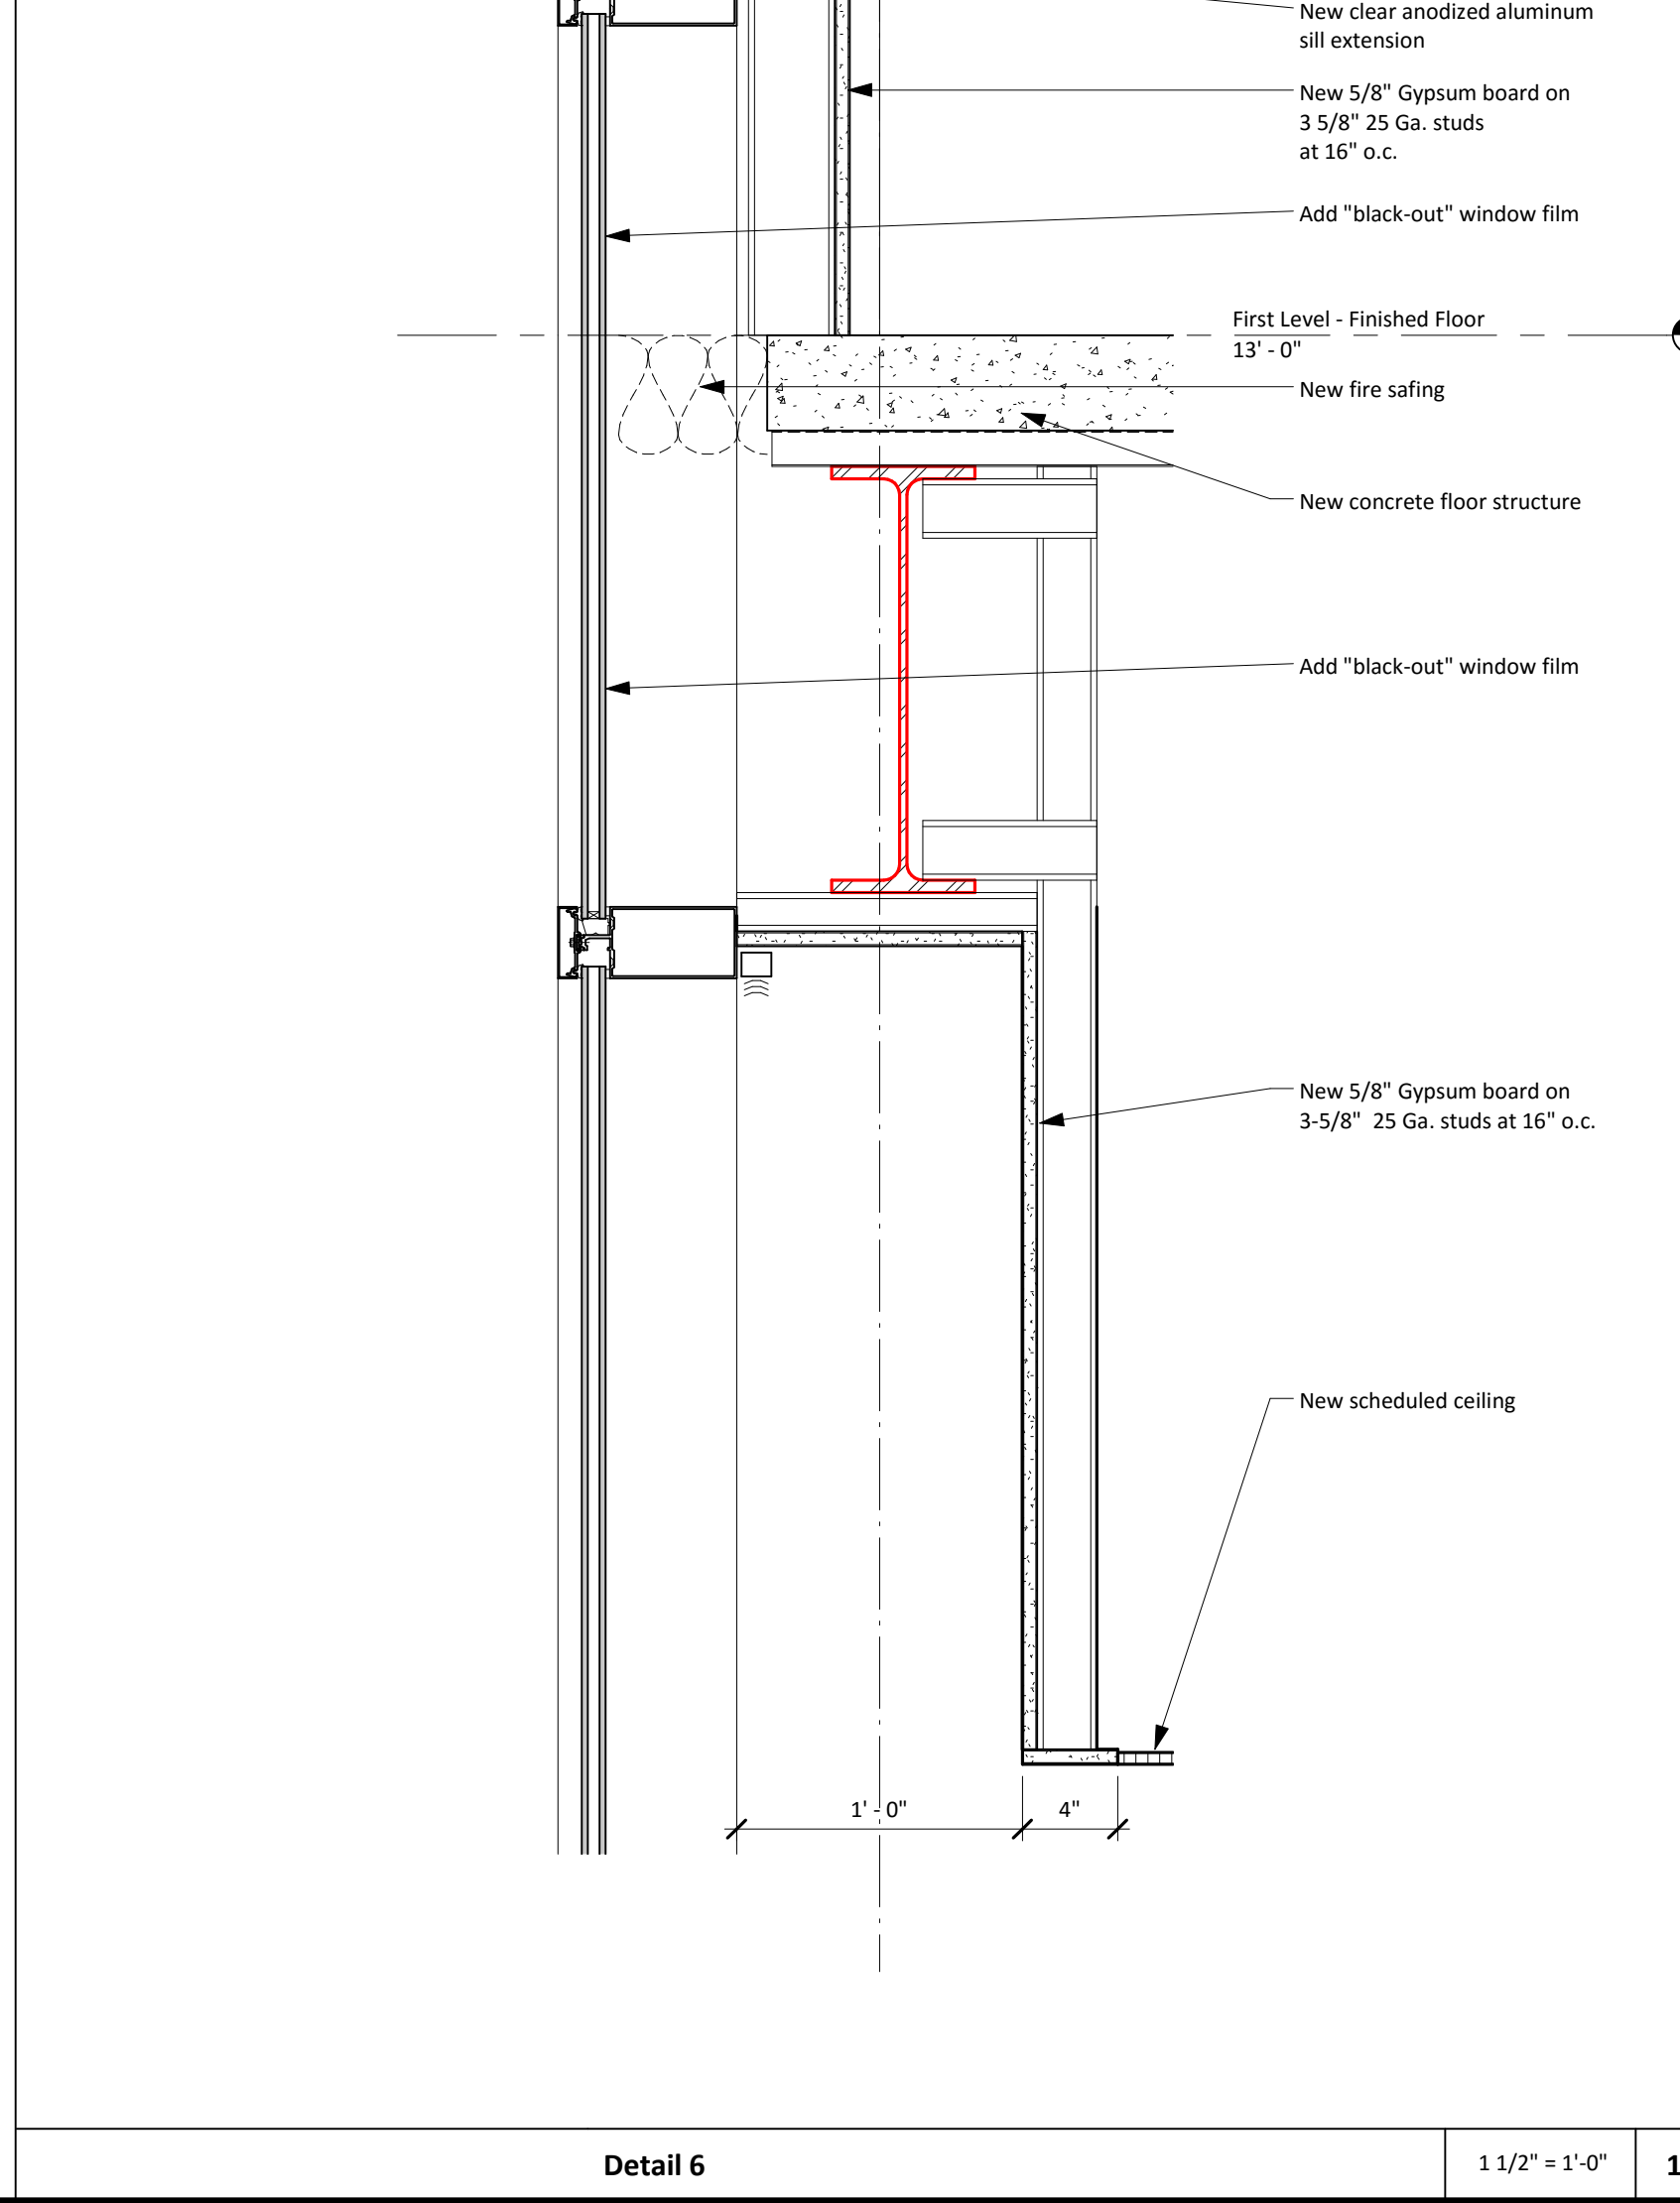 New clear anodized aluminum
sill extension
New 5/8" Gypsum board on
3 5/8" 25 Ga. studs
at 16" o.c.
Add "black-out" window film
First Level - Finished Floor
13' - 0"
New fire safing
New concrete floor structure
Add "black-out" window film
New 5/8" Gypsum board on
3-5/8"  25 Ga. studs at 16" o.c.
New scheduled ceiling
1' - 0"
4"
Detail 6
1 1/2" = 1'-0"
1